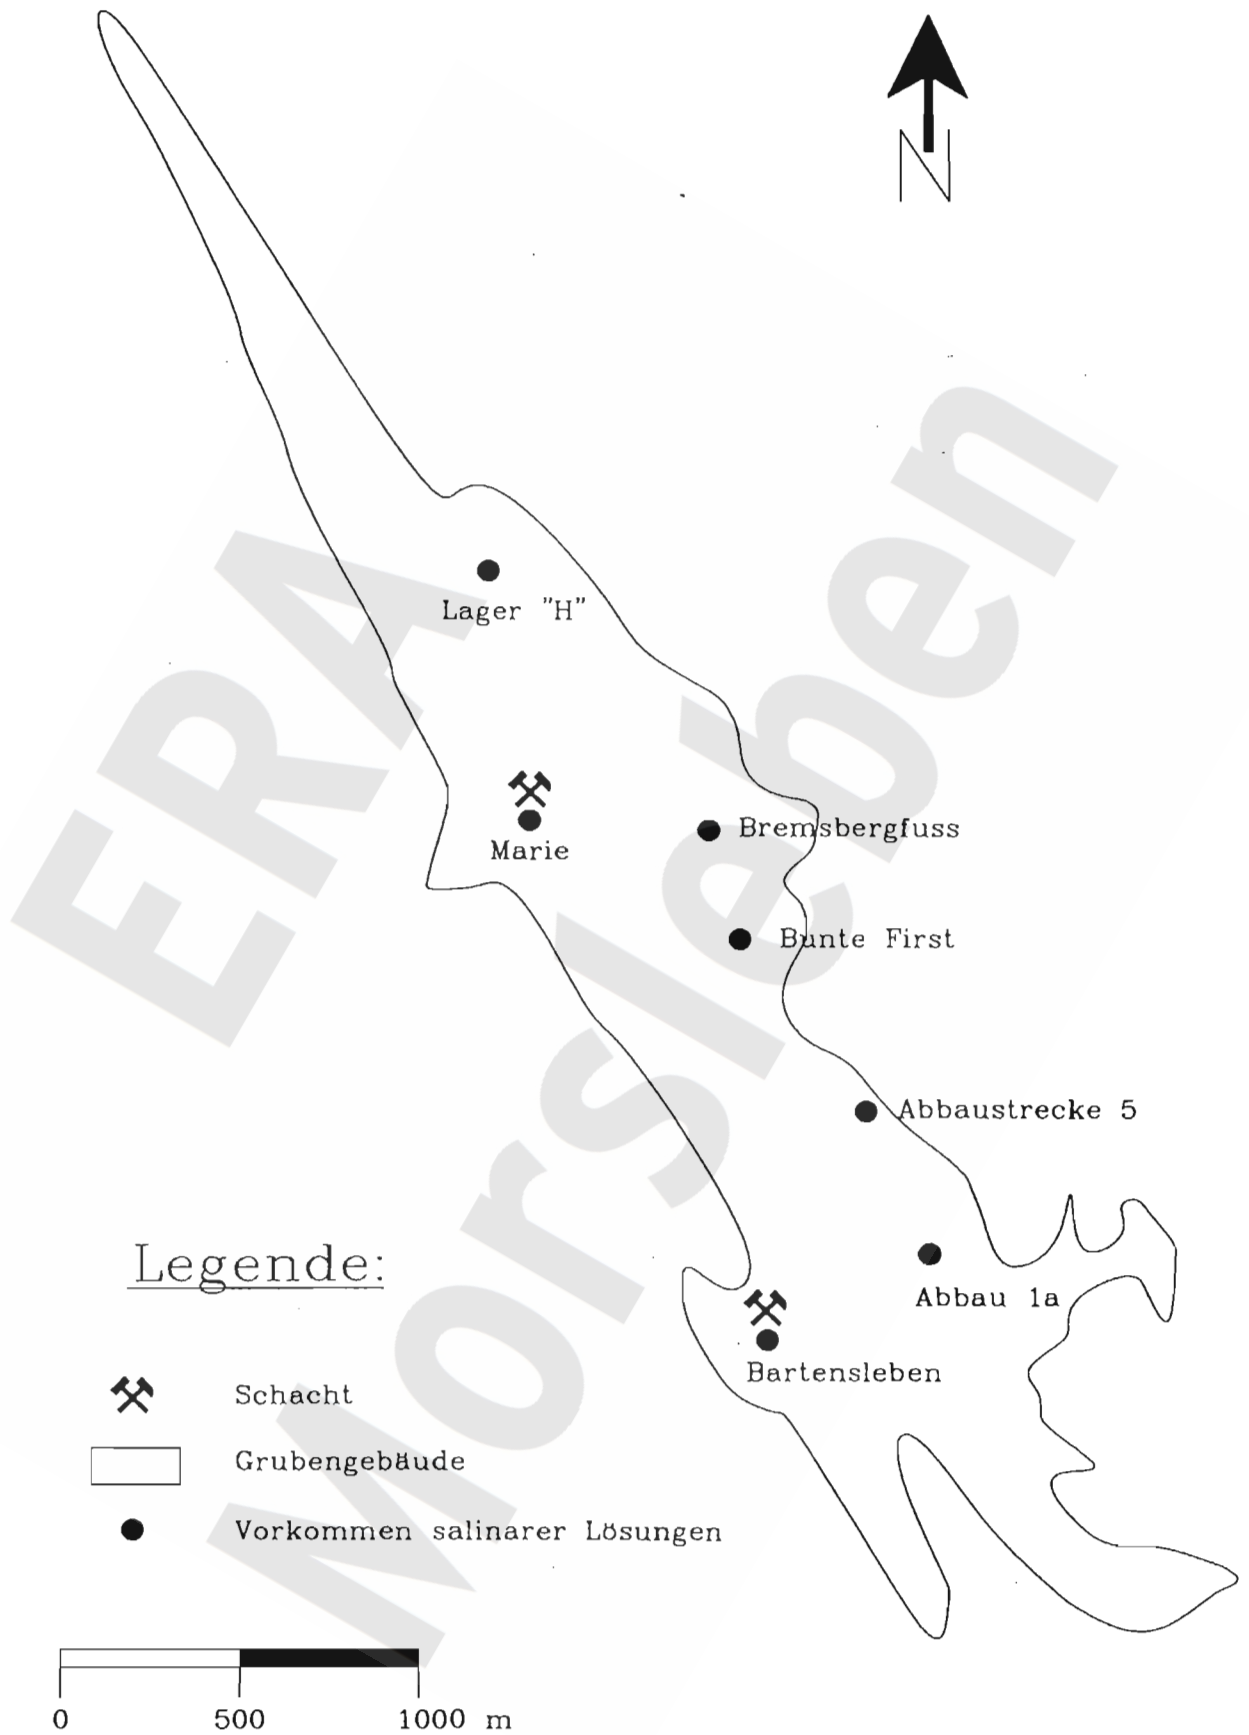 N
Lager "H"
Marie
Bremsbergfuss
Bunte First
Abbaustrecke 5
Abbau 1a
Bartensleben
Legende:
Schacht
Grubengebäude
Vorkommen salinarer Lösungen
0 500 1000 m
ERA
Morsleben